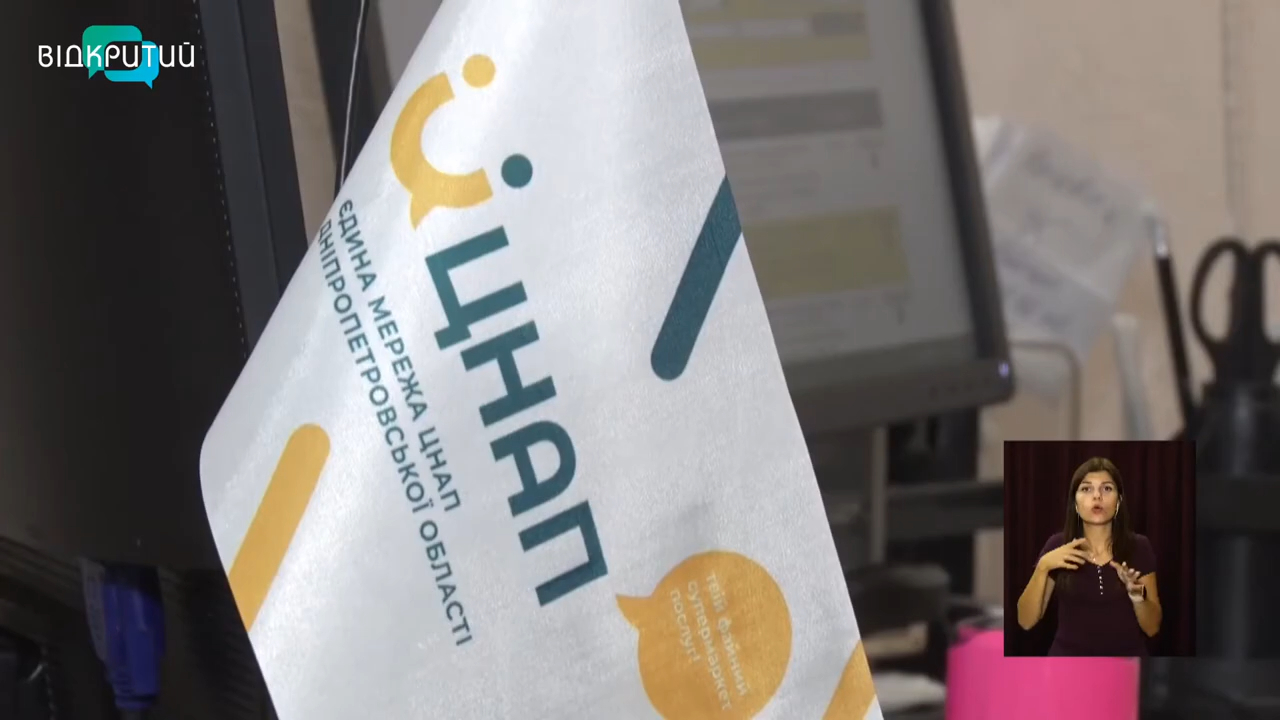 ВІДКРИТИЙ
ЦНАП
ЄДИНА МЕРЕЖА ЦНАП
ДНІПРОПЕТРОВСЬКОЇ ОБЛАСТІ
твій файний
супермаркет
послуг!